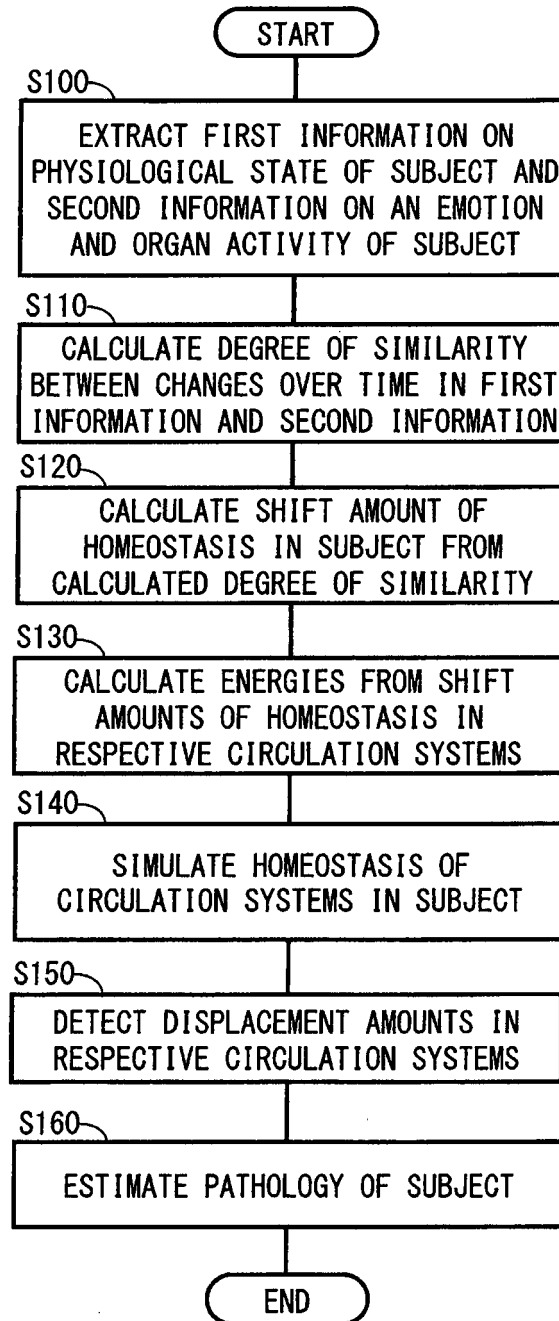 START
S100
EXTRACT FIRST INFORMATION ON
PHYSIOLOGICAL STATE OF SUBJECT AND
SECOND INFORMATION ON AN EMOTION
AND ORGAN ACTIVITY OF SUBJECT
S110
CALCULATE DEGREE OF SIMILARITY
BETWEEN CHANGES OVER TIME IN FIRST
INFORMATION AND SECOND INFORMATION
S120
CALCULATE SHIFT AMOUNT OF
HOMEOSTASIS IN SUBJECT FROM
CALCULATED DEGREE OF SIMILARITY
S130
CALCULATE ENERGIES FROM SHIFT
AMOUNTS OF HOMEOSTASIS IN
RESPECTIVE CIRCULATION SYSTEMS
S140
SIMULATE HOMEOSTASIS OF
CIRCULATION SYSTEMS IN SUBJECT
S150
DETECT DISPLACEMENT AMOUNTS IN
RESPECTIVE CIRCULATION SYSTEMS
S160
ESTIMATE PATHOLOGY OF SUBJECT
END